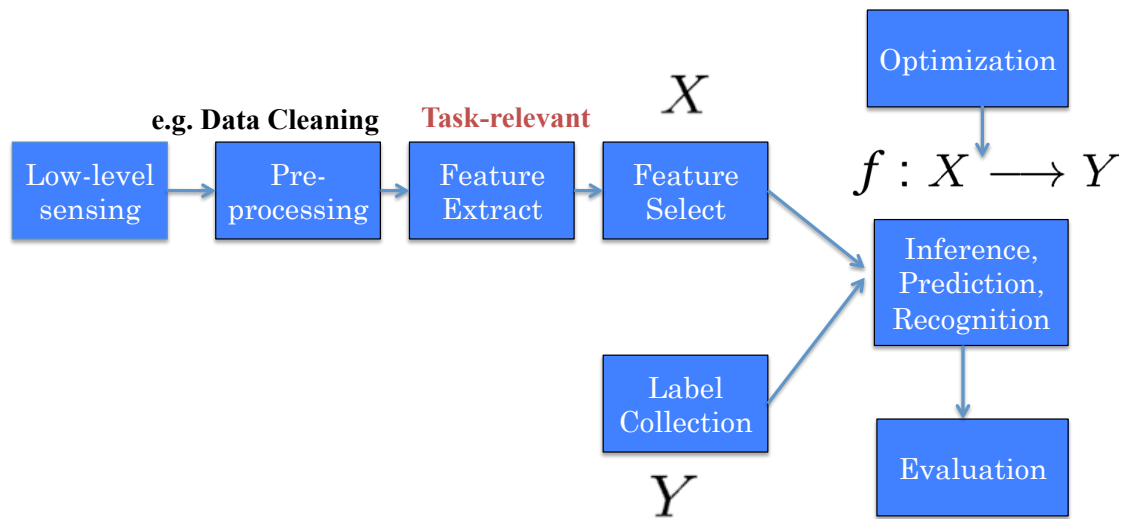 Optimization
X
e.g. Data Cleaning
Task-relevant
Low-level
sensing
Pre-
processing
Feature
Extract
Feature
Select
f : X ⟶ Y
Inference,
Prediction,
Recognition
Label
Collection
Y
Evaluation